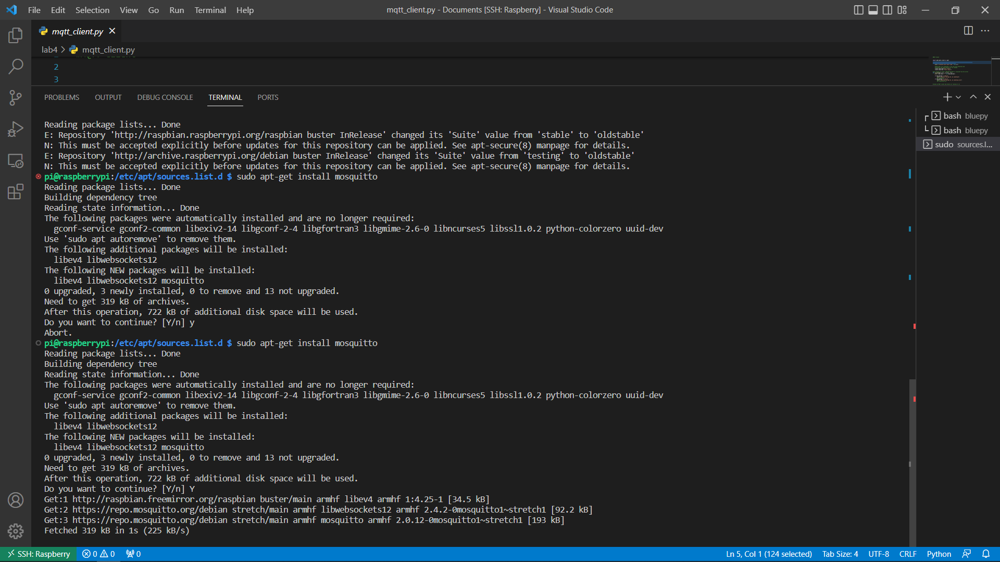 File Edit Selection View Go Run Terminal Help
mqtt_client.py - Documents [SSH: Raspberry] - Visual Studio Code
mqtt_client.py
lab4 > mqtt_client.py
2
3
PROBLEMS OUTPUT DEBUG CONSOLE TERMINAL PORTS
bash bluepy
bash bluepy
sudo sources.l...
Reading package lists... Done
E: Repository 'http://raspbian.raspberrypi.org/raspbian buster InRelease' changed its 'Suite' value from 'stable' to 'oldstable'
N: This must be accepted explicitly before updates for this repository can be applied. See apt-secure(8) manpage for details.
E: Repository 'http://archive.raspberrypi.org/debian buster InRelease' changed its 'Suite' value from 'testing' to 'oldstable'
N: This must be accepted explicitly before updates for this repository can be applied. See apt-secure(8) manpage for details.
pi@raspberrypi:/etc/apt/sources.list.d $ sudo apt-get install mosquitto
Reading package lists... Done
Building dependency tree
Reading state information... Done
The following packages were automatically installed and are no longer required:
  gconf-service gconf2-common libexiv2-14 libgconf-2-4 libgfortran3 libgmime-2.6-0 libncurses5 libssl1.0.2 python-colorzero uuid-dev
Use 'sudo apt autoremove' to remove them.
The following additional packages will be installed:
  libev4 libwebsockets12
The following NEW packages will be installed:
  libev4 libwebsockets12 mosquitto
0 upgraded, 3 newly installed, 0 to remove and 13 not upgraded.
Need to get 319 kB of archives.
After this operation, 722 kB of additional disk space will be used.
Do you want to continue? [Y/n] y
Abort.
pi@raspberrypi:/etc/apt/sources.list.d $ sudo apt-get install mosquitto
Reading package lists... Done
Building dependency tree
Reading state information... Done
The following packages were automatically installed and are no longer required:
  gconf-service gconf2-common libexiv2-14 libgconf-2-4 libgfortran3 libgmime-2.6-0 libncurses5 libssl1.0.2 python-colorzero uuid-dev
Use 'sudo apt autoremove' to remove them.
The following additional packages will be installed:
  libev4 libwebsockets12
The following NEW packages will be installed:
  libev4 libwebsockets12 mosquitto
0 upgraded, 3 newly installed, 0 to remove and 13 not upgraded.
Need to get 319 kB of archives.
After this operation, 722 kB of additional disk space will be used.
Do you want to continue? [Y/n] Y
Get:1 http://raspbian.freemirror.org/raspbian buster/main armhf libev4 armhf 1:4.25-1 [34.5 kB]
Get:2 https://repo.mosquitto.org/debian stretch/main armhf libwebsockets12 armhf 2.4.2-0mosquitto1~stretch1 [92.2 kB]
Get:3 https://repo.mosquitto.org/debian stretch/main armhf mosquitto armhf 2.0.12-0mosquitto1~stretch1 [193 kB]
Fetched 319 kB in 1s (225 kB/s)
SSH: Raspberry 0 0 0 Ln 5, Col 1 (124 selected) Tab Size: 4 UTF-8 CRLF Python